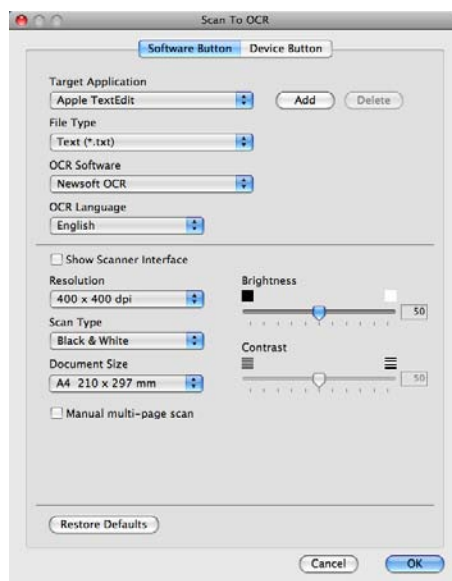 Scan To OCR
Software Button Device Button
Target Application
Apple TextEdit Add Delete
File Type
Text (*.txt)
OCR Software
Newsoft OCR
OCR Language
English
Show Scanner Interface
Resolution Brightness
400 x 400 dpi 50
Scan Type
Black & White
Contrast
Document Size
A4 210 x 297 mm 50
Manual multi-page scan
Restore Defaults
Cancel OK